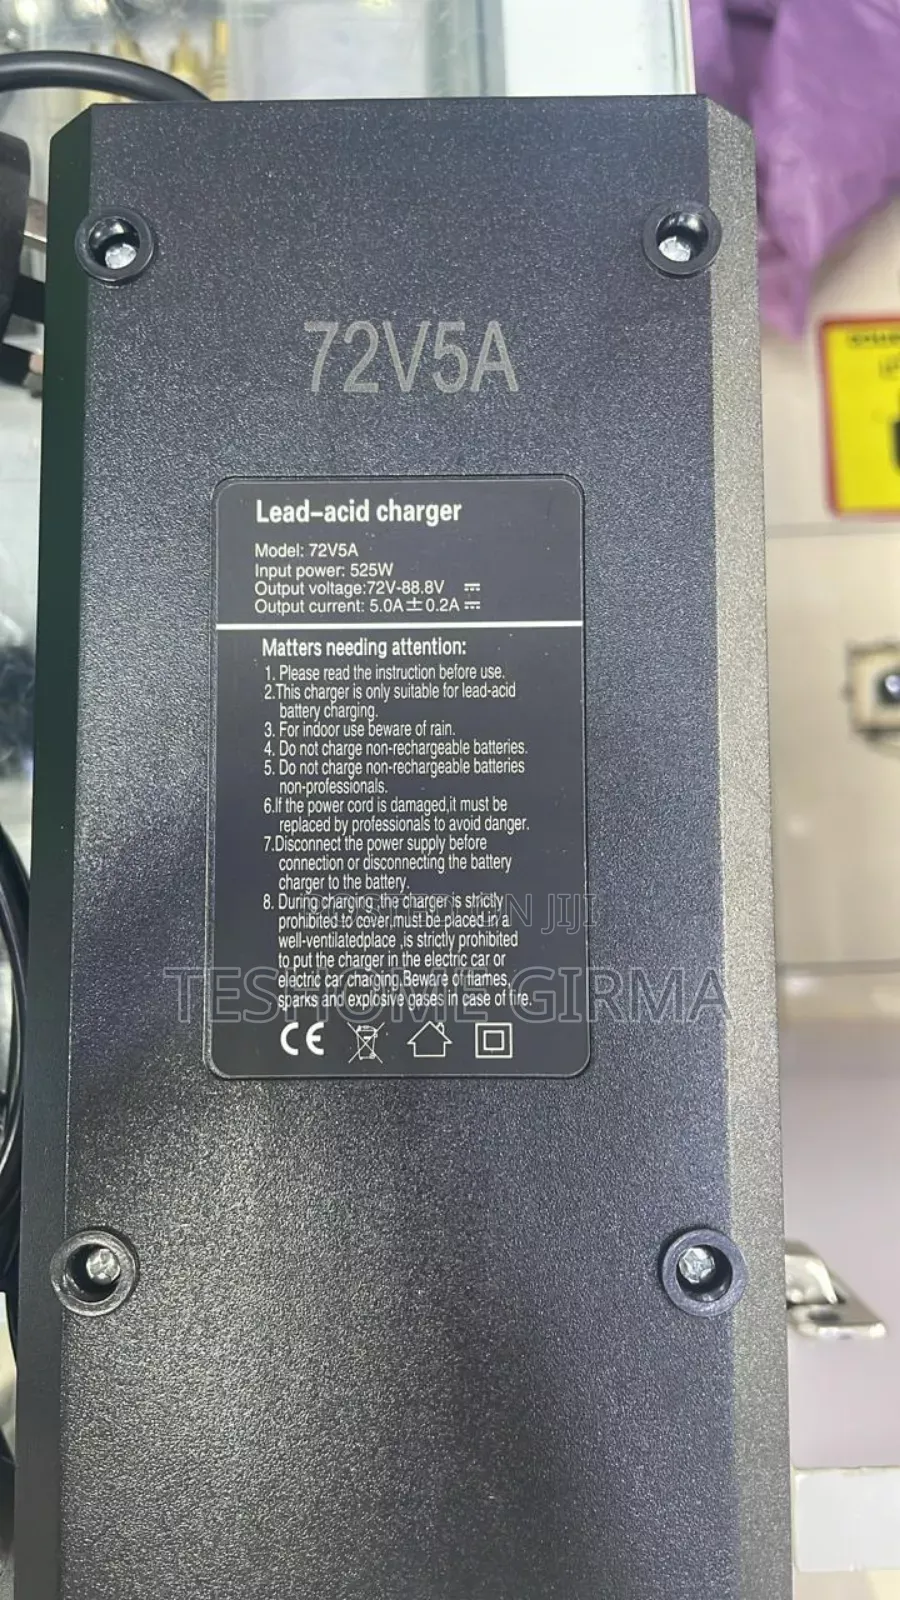 72V5A
Lead-acid charger
Model: 72V5A
Input power: 525W
Output voltage:72V-88.8V
Output current: 5.0A±0.2A
Matters needing attention:
1. Please read the instruction before use.
2.This charger is only suitable for lead-acid
battery charging.
3. For indoor use beware of rain.
4. Do not charge non-rechargeable batteries.
5. Do not charge non-rechargeable batteries
non-professionals.
6.If the power cord is damaged,it must be
replaced by professionals to avoid danger.
7.Disconnect the power supply before
connection or disconnecting the battery
charger to the battery.
8. During charging ,the charger is strictly
prohibited to cover,must be placed in a
well-ventilatedplace ,is strictly prohibited
to put the charger in the electric car or
electric car charging,Beware of flames,
sparks and explosive gases in case of fire.
CE
POSTED ON JIJI
TESHOME GIRMA